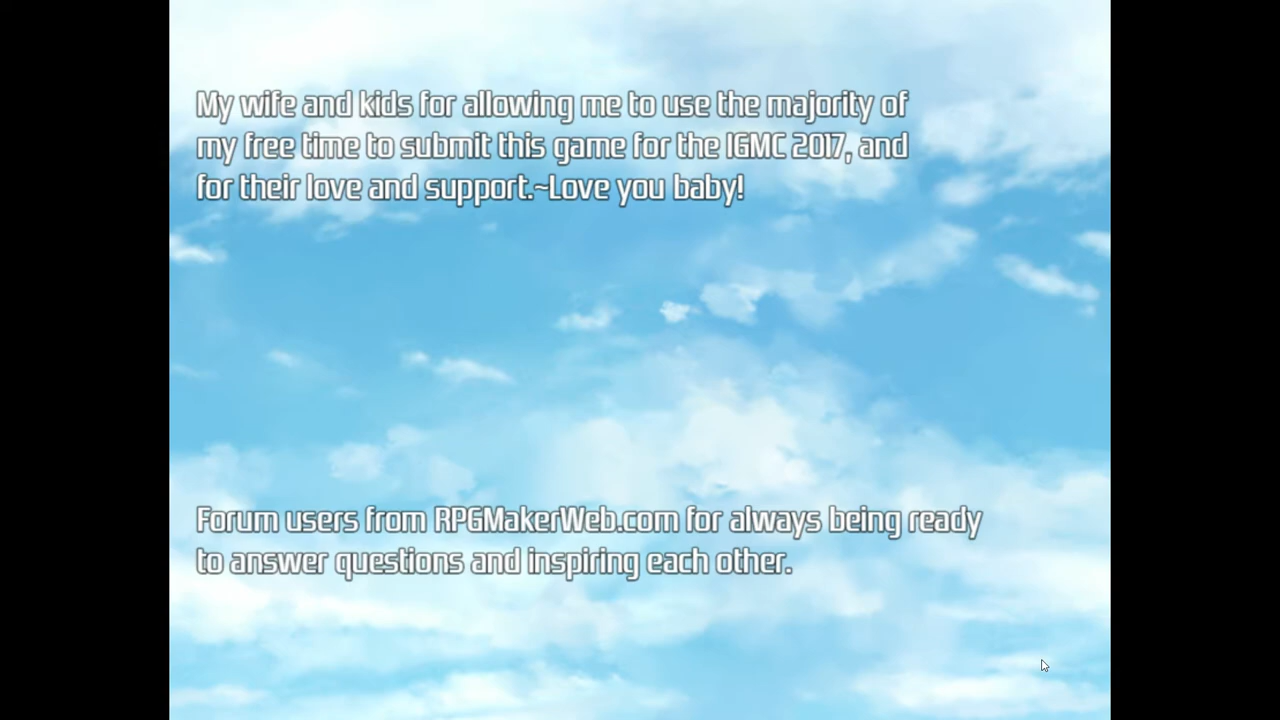 My wife and kids for allowing me to use the majority of
my free time to submit this game for the IGMC 2017, and
for their love and support.~Love you baby!
Forum users from RPGMakerWeb.com for always being ready
to answer questions and inspiring each other.